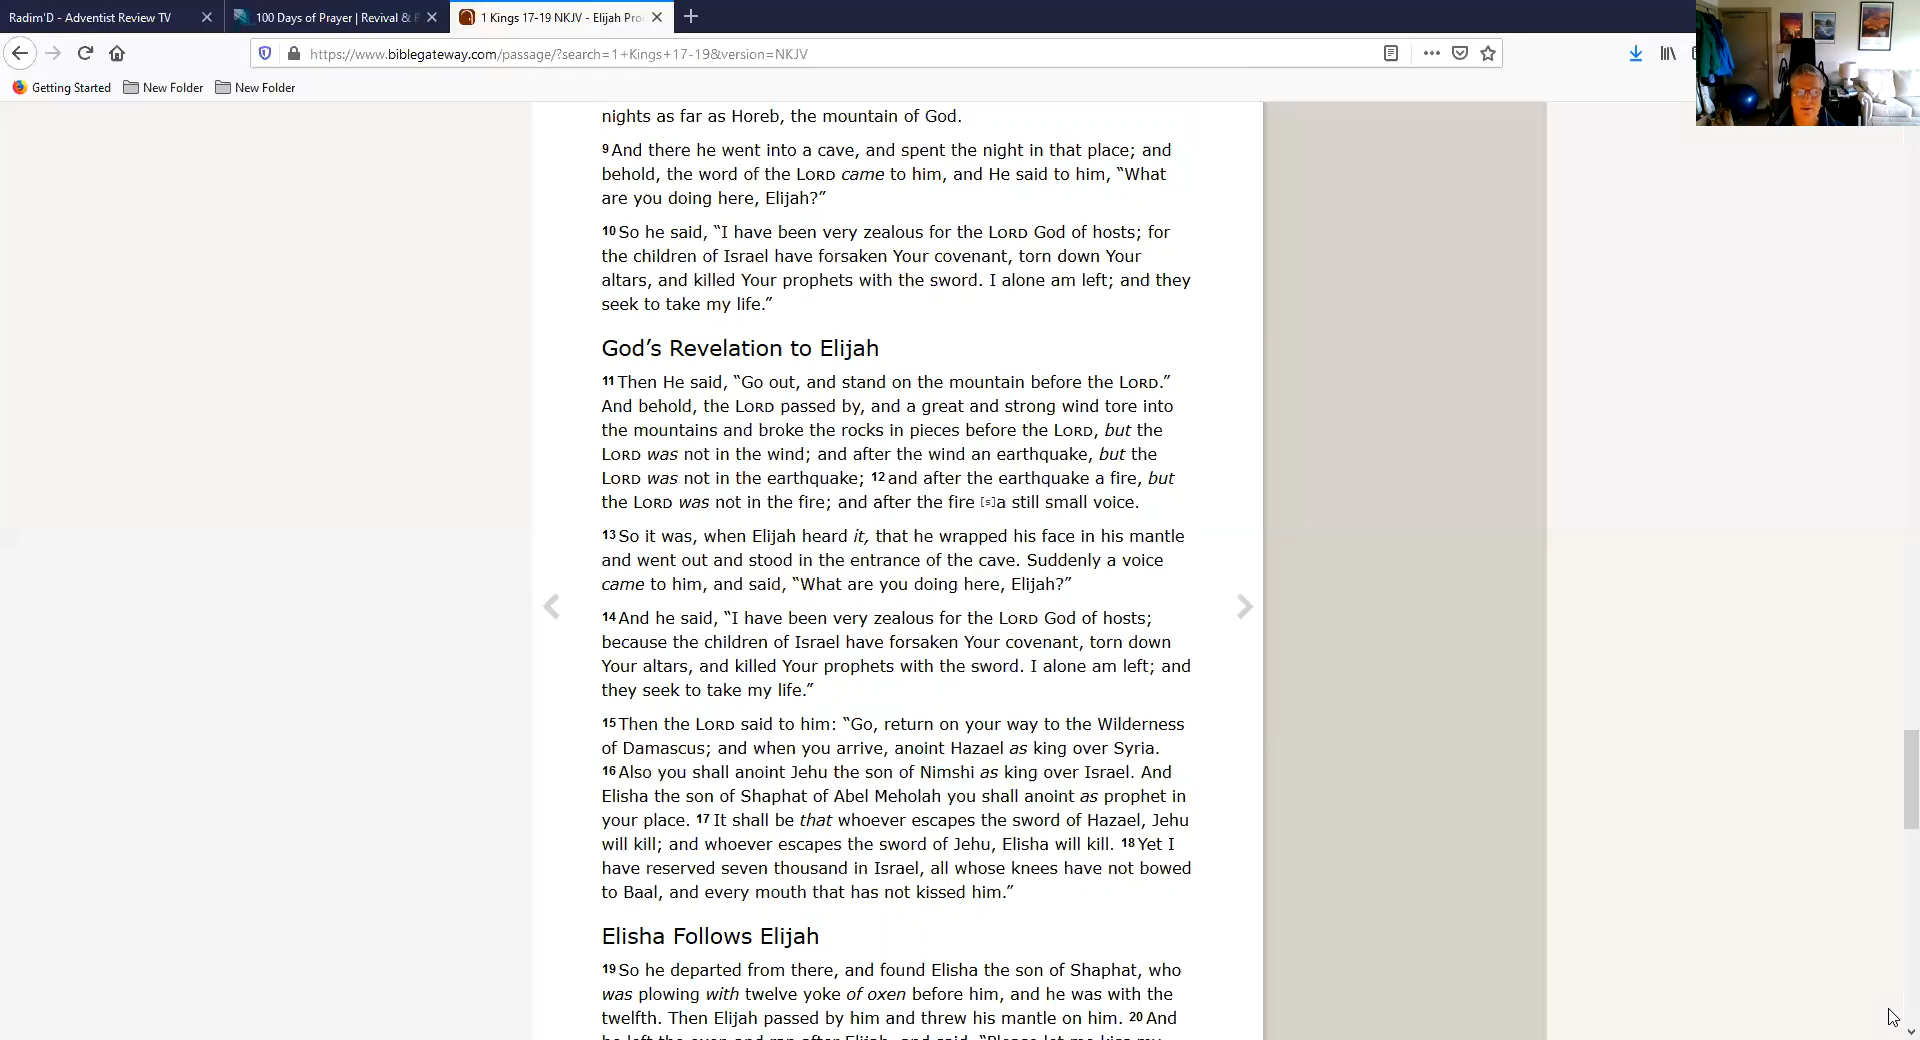 Radim'D - Adventist Review TV
100 Days of Prayer | Revival &
1 Kings 17-19 NKJV - Elijah Pro
https://www.biblegateway.com/passage/?search=1+Kings+17-19&version=NKJV
Getting Started New Folder New Folder
nights as far as Horeb, the mountain of God.
9 And there he went into a cave, and spent the night in that place; and
behold, the word of the LORD came to him, and He said to him, “What
are you doing here, Elijah?”
10 So he said, “I have been very zealous for the LORD God of hosts; for
the children of Israel have forsaken Your covenant, torn down Your
altars, and killed Your prophets with the sword. I alone am left; and they
seek to take my life.”
God’s Revelation to Elijah
11 Then He said, “Go out, and stand on the mountain before the LORD.”
And behold, the LORD passed by, and a great and strong wind tore into
the mountains and broke the rocks in pieces before the LORD, but the
LORD was not in the wind; and after the wind an earthquake, but the
LORD was not in the earthquake; 12 and after the earthquake a fire, but
the LORD was not in the fire; and after the fire [s]a still small voice.
13 So it was, when Elijah heard it, that he wrapped his face in his mantle
and went out and stood in the entrance of the cave. Suddenly a voice
came to him, and said, “What are you doing here, Elijah?”
14 And he said, “I have been very zealous for the LORD God of hosts;
because the children of Israel have forsaken Your covenant, torn down
Your altars, and killed Your prophets with the sword. I alone am left; and
they seek to take my life.”
15 Then the LORD said to him: “Go, return on your way to the Wilderness
of Damascus; and when you arrive, anoint Hazael as king over Syria.
16 Also you shall anoint Jehu the son of Nimshi as king over Israel. And
Elisha the son of Shaphat of Abel Meholah you shall anoint as prophet in
your place. 17 It shall be that whoever escapes the sword of Hazael, Jehu
will kill; and whoever escapes the sword of Jehu, Elisha will kill. 18 Yet I
have reserved seven thousand in Israel, all whose knees have not bowed
to Baal, and every mouth that has not kissed him.”
Elisha Follows Elijah
19 So he departed from there, and found Elisha the son of Shaphat, who
was plowing with twelve yoke of oxen before him, and he was with the
twelfth. Then Elijah passed by him and threw his mantle on him. 20 And
he left the oxen and ran after Elijah, and said, “Please let me kiss my